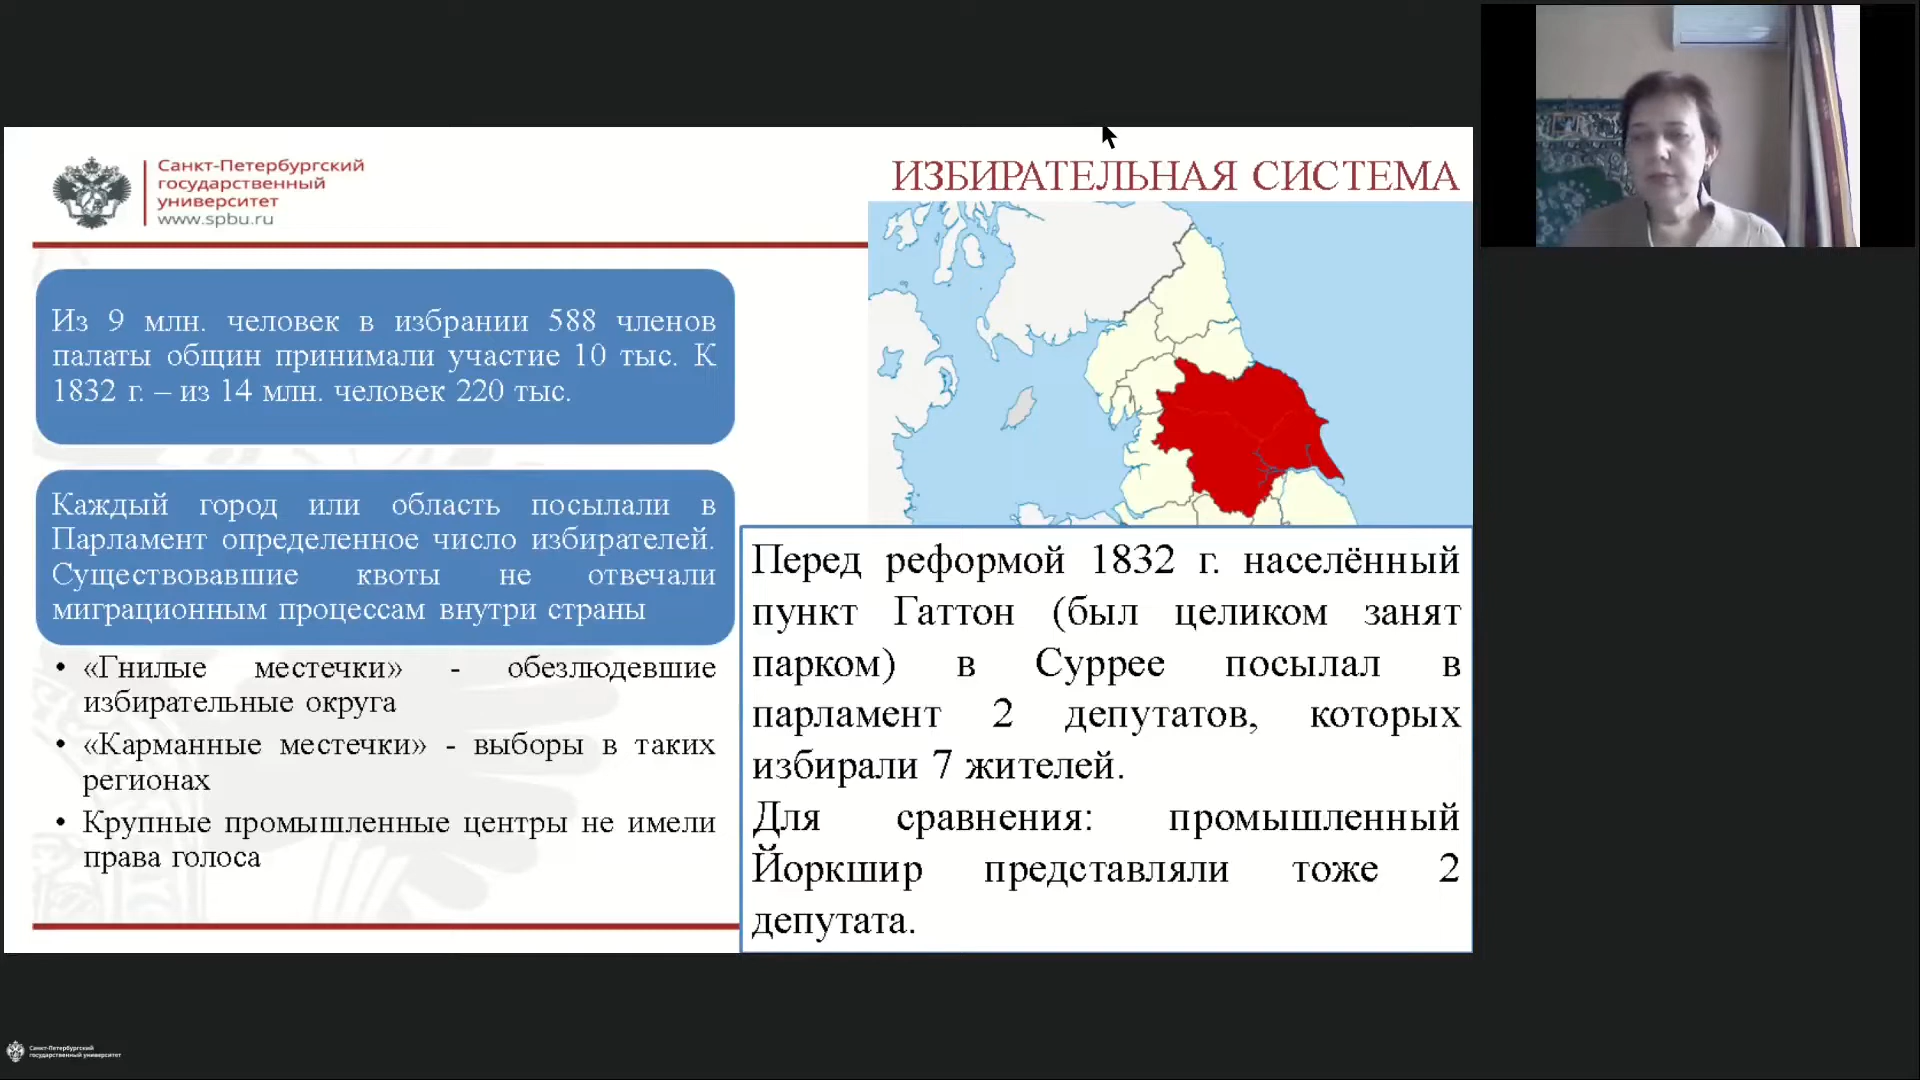 Санкт-Петербургский
государственный
университет
www.spbu.ru
ИЗБИРАТЕЛЬНАЯ СИСТЕМА
Из 9 млн. человек в избрании 588 членов
палаты общин принимали участие 10 тыс. К
1832 г. – из 14 млн. человек 220 тыс.
Каждый город или область посылали в
Парламент определенное число избирателей.
Существовавшие квоты не отвечали
миграционным процессам внутри страны
• «Гнилые местечки» - обезлюдевшие
избирательные округа
• «Карманные местечки» - выборы в таких
регионах
• Крупные промышленные центры не имели
права голоса
Перед реформой 1832 г. населённый
пункт Гаттон (был целиком занят
парком) в Суррее посылал в
парламент 2 депутатов, которых
избирали 7 жителей.
Для сравнения: промышленный
Йоркшир представляли тоже 2
депутата.
Санкт-Петербургский
государственный университет